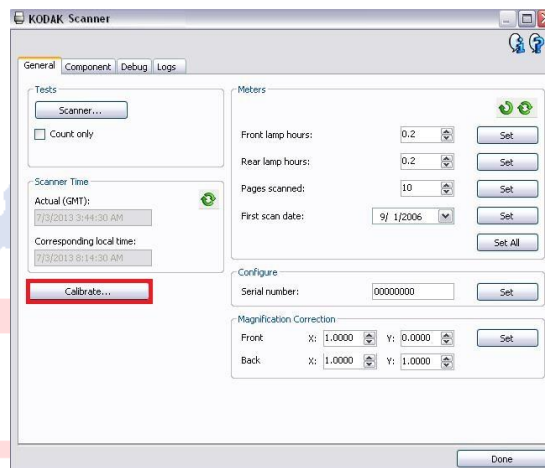 KODAK Scanner
General Component Debug Logs
Tests
Scanner...
Count only
Scanner Time
Actual (GMT):
7/3/2013 3:44:30 AM
Corresponding local time:
7/3/2013 8:14:30 AM
Calibrate...
Meters
Front lamp hours: 0.2 Set
Rear lamp hours: 0.2 Set
Pages scanned: 10 Set
First scan date: 9/ 1/2006 Set
Set All
Configure
Serial number: 00000000 Set
Magnification Correction
Front X: 1.0000 Y: 0.0000 Set
Back X: 1.0000 Y: 1.0000
Done